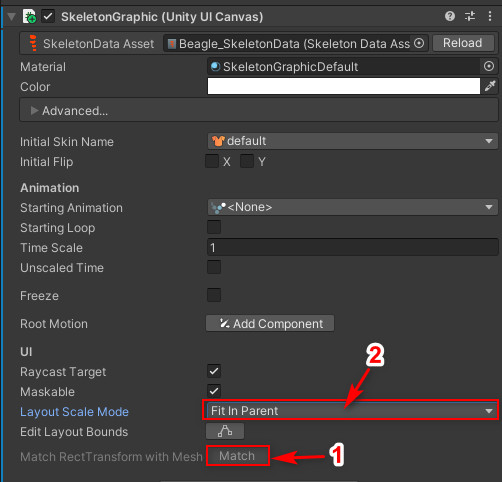 SkeletonGraphic (Unity UI Canvas)
SkeletonData Asset Beagle_SkeletonData (Skeleton Data Ass Reload
Material SkeletonGraphicDefault
Color
Advanced...
Initial Skin Name default
Initial Flip X Y
Animation
Starting Animation <None>
Starting Loop
Time Scale 1
Unscaled Time
Freeze
Root Motion Add Component
UI
2
Raycast Target
Maskable
Layout Scale Mode Fit In Parent
Edit Layout Bounds
Match RectTransform with Mesh Match 1